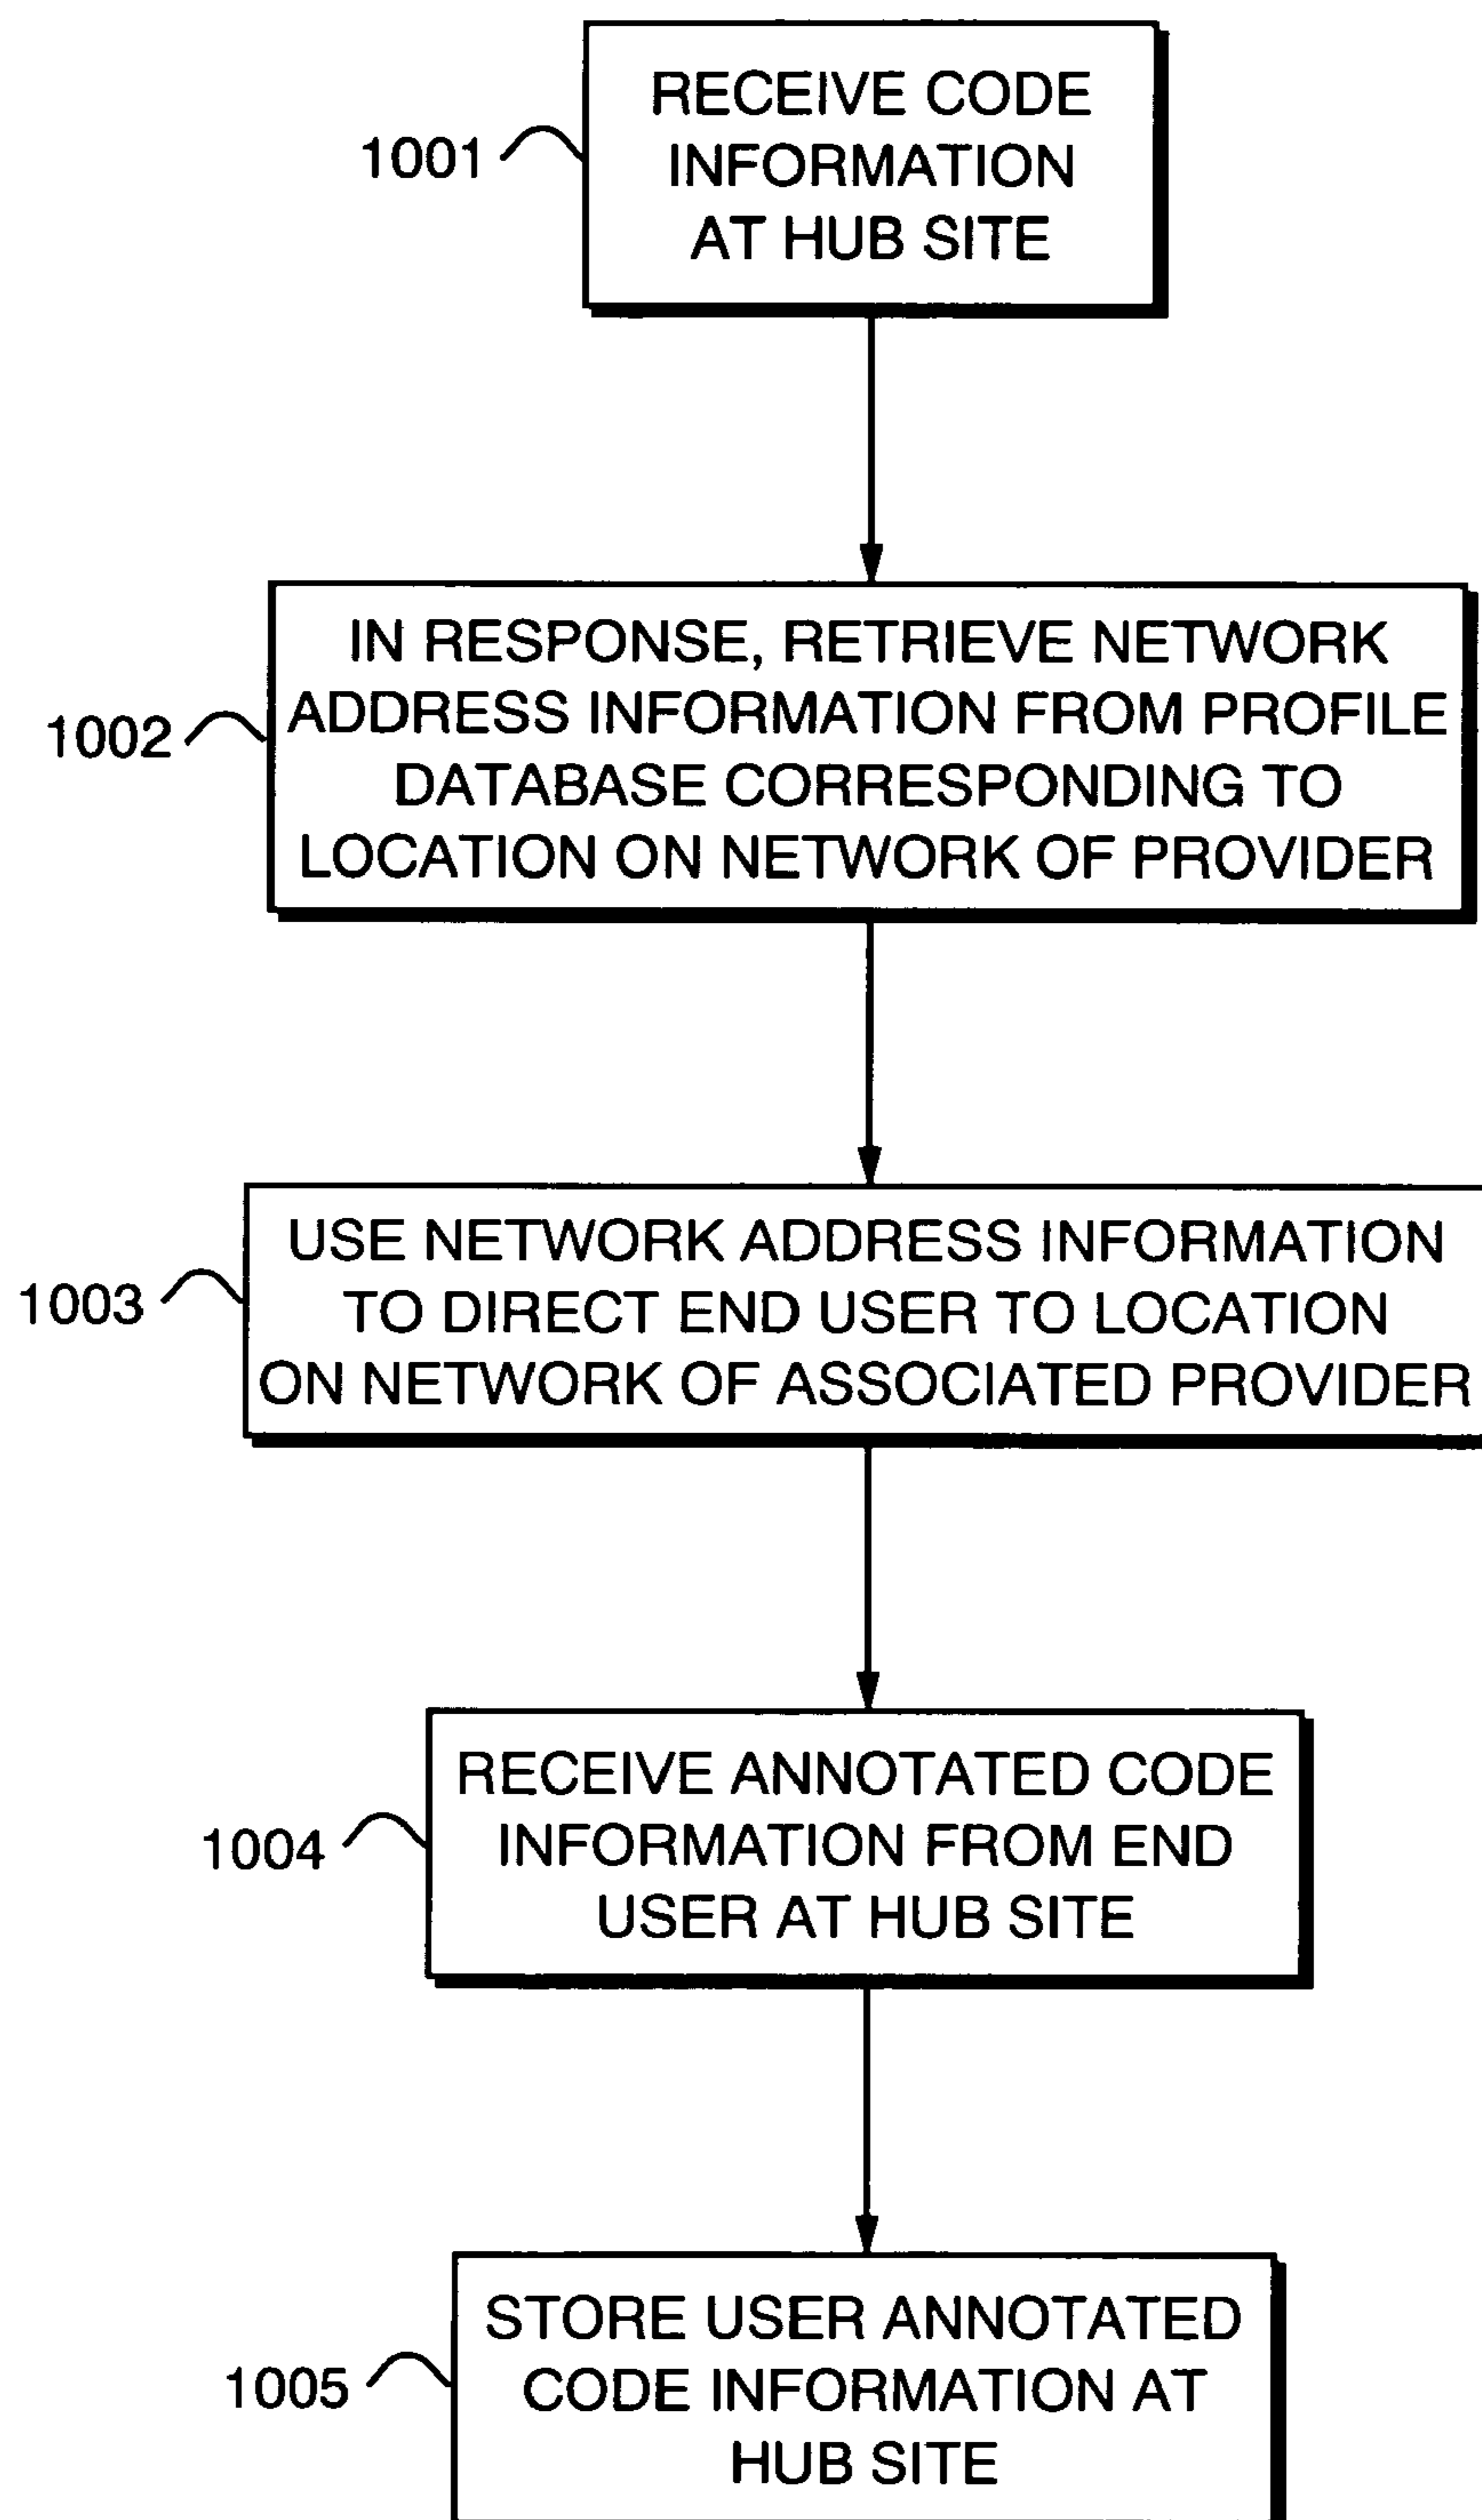 RECEIVE CODE
INFORMATION
AT HUB SITE
1001
IN RESPONSE, RETRIEVE NETWORK
ADDRESS INFORMATION FROM PROFILE
DATABASE CORRESPONDING TO
LOCATION ON NETWORK OF PROVIDER
1002
USE NETWORK ADDRESS INFORMATION
TO DIRECT END USER TO LOCATION
ON NETWORK OF ASSOCIATED PROVIDER
1003
RECEIVE ANNOTATED CODE
INFORMATION FROM END
USER AT HUB SITE
1004
STORE USER ANNOTATED
CODE INFORMATION AT
HUB SITE
1005